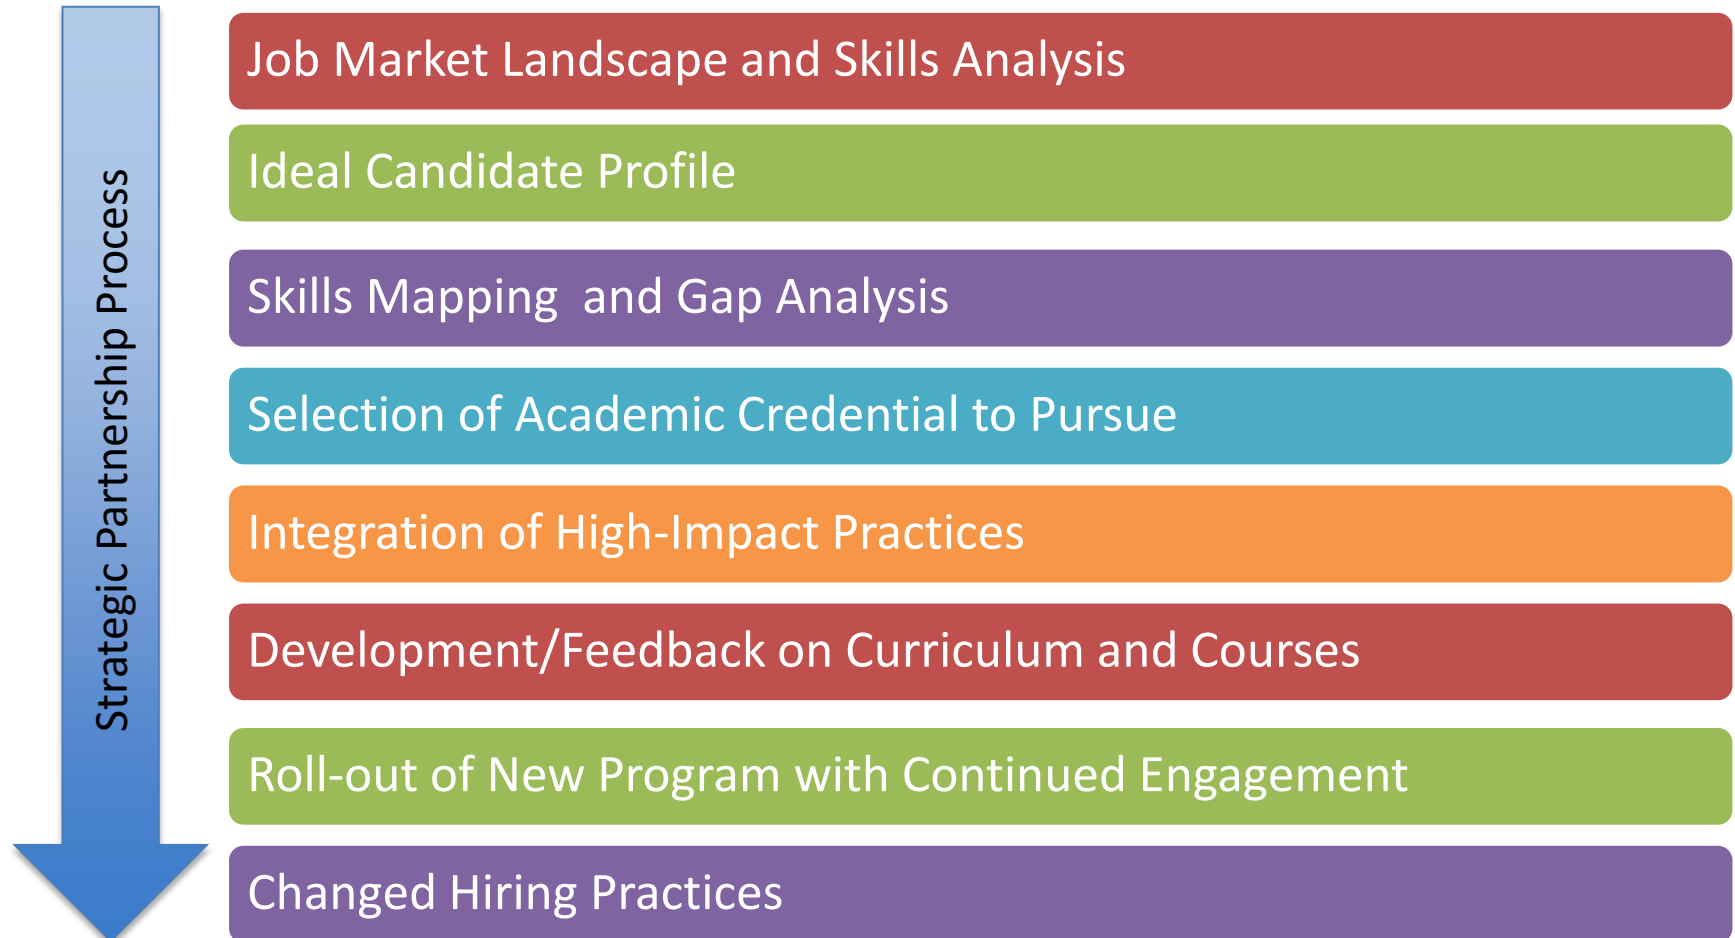 Strategic Partnership Process
Job Market Landscape and Skills Analysis
Ideal Candidate Profile
Skills Mapping  and Gap Analysis
Selection of Academic Credential to Pursue
Integration of High-Impact Practices
Development/Feedback on Curriculum and Courses
Roll-out of New Program with Continued Engagement
Changed Hiring Practices